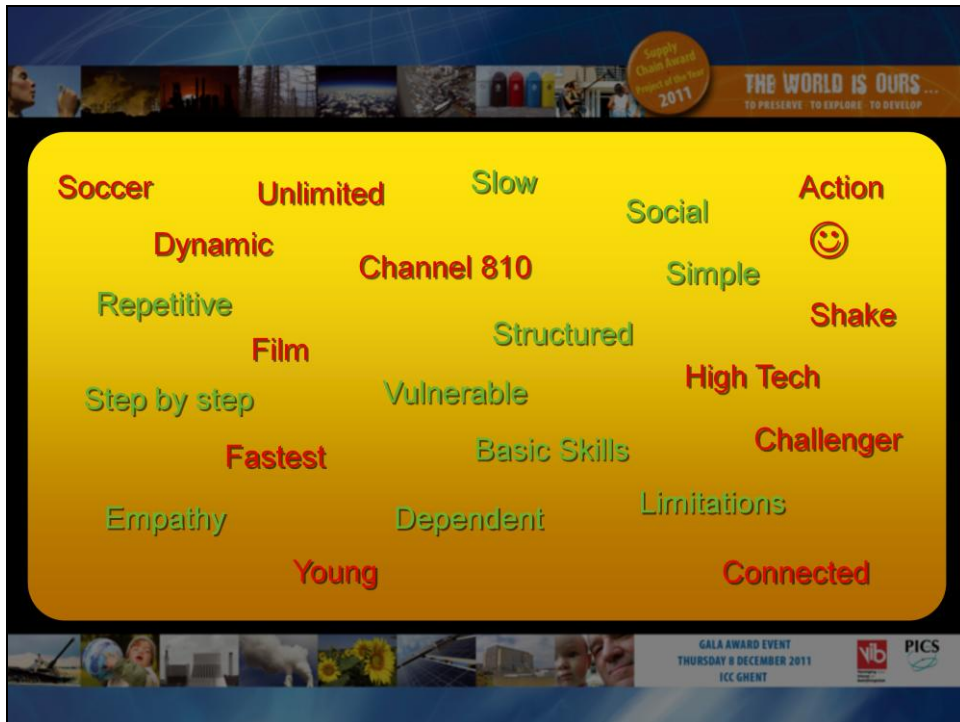 Supply
Chain Award
Project of the Year
2011
THE WORLD IS OURS...
TO PRESERVE TO EXPLORE TO DEVELOP
Soccer
Unlimited
Slow
Social
Action
Dynamic
Channel 810
Simple
Repetitive
Structured
Shake
Film
High Tech
Step by step
Vulnerable
Fastest
Basic Skills
Challenger
Empathy
Dependent
Limitations
Young
Connected
GALA AWARD EVENT
THURSDAY 8 DECEMBER 2011
ICC GHENT
vib
PICS